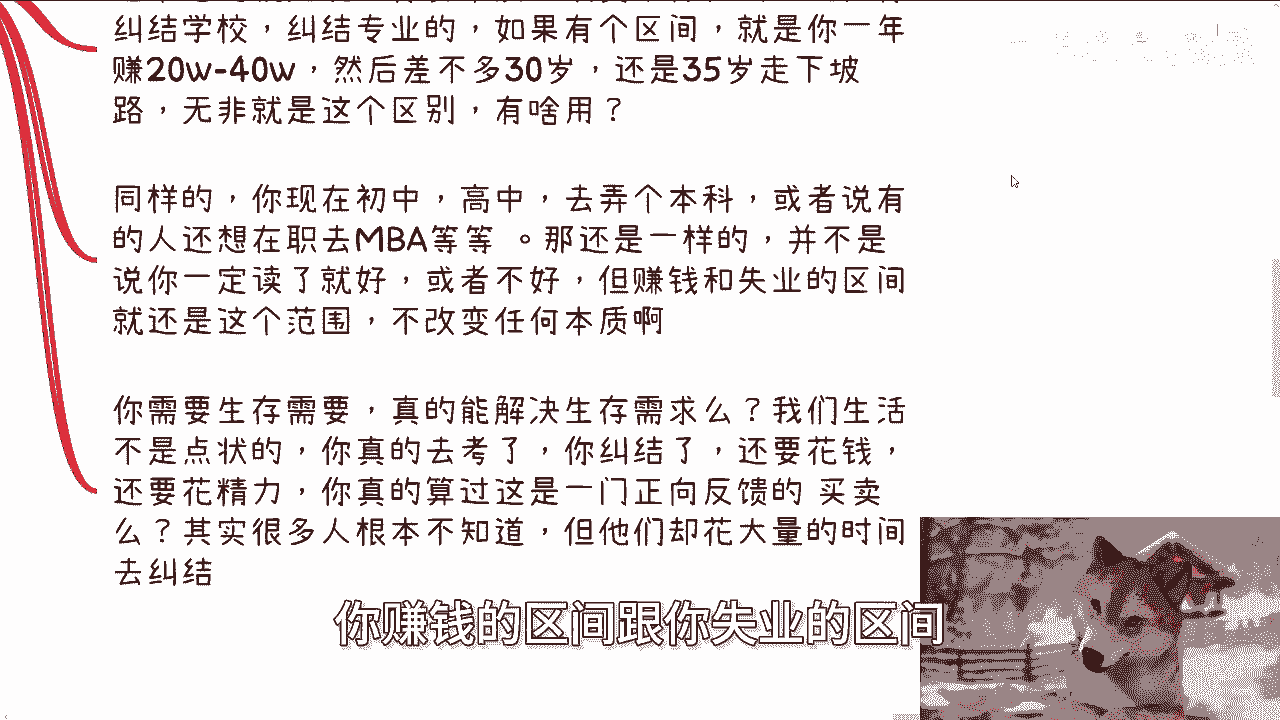 纠结学校，纠结专业的，如果有个区间，就是你一年
赚20w-40w，然后差不多30岁，还是35岁走下坡
路，无非就是这个区别，有啥用？
同样的，你现在初中，高中，去弄个本科，或者说有
的人还想在职去MBA等等 。那还是一样的，并不是
说你一定读了就好，或者不好，但赚钱和失业的区间
就还是这个范围，不改变任何本质啊
你需要生存需要，真的能解决生存需求么？我们生活
不是点状的，你真的去考了，你纠结了，还要花钱，
还要花精力，你真的算过这是一门正向反馈的 买卖
么？其实很多人根本不知道，但他们却花大量的时间
去纠结
你赚钱的区间跟你失业的区间